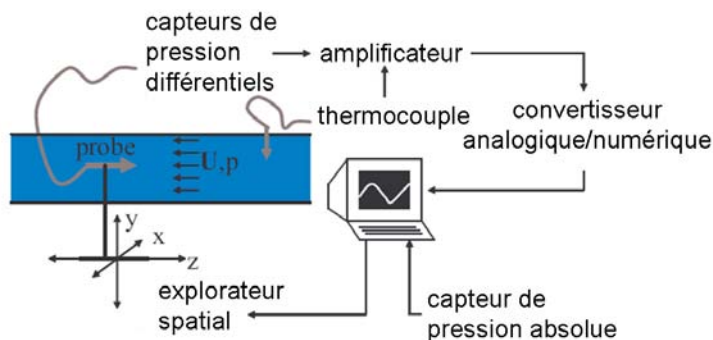 capteurs de
pression
différentiels
amplificateur
thermocouple
convertisseur
analogique/numérique
probe
U,p
y
x
z
explorateur
spatial
capteur de
pression absolue